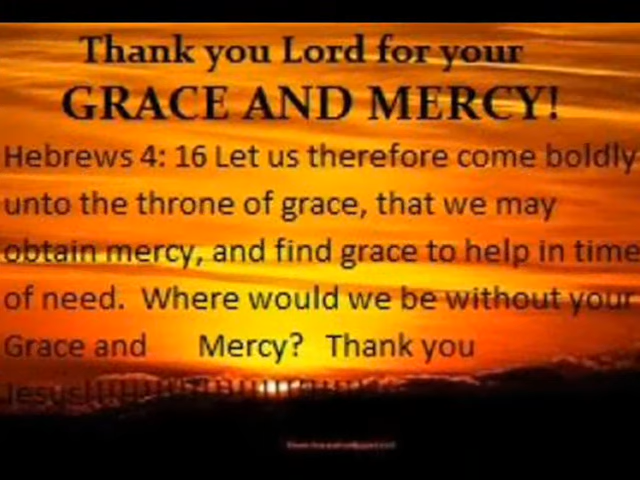 Thank you Lord for your
GRACE AND MERCY!
Hebrews 4: 16 Let us therefore come boldly
unto the throne of grace, that we may
obtain mercy, and find grace to help in time
of need.  Where would we be without your
Grace and      Mercy?   Thank you
Jesus!!!!!!!!!!!!!!!!!!!!!!!!!!!!